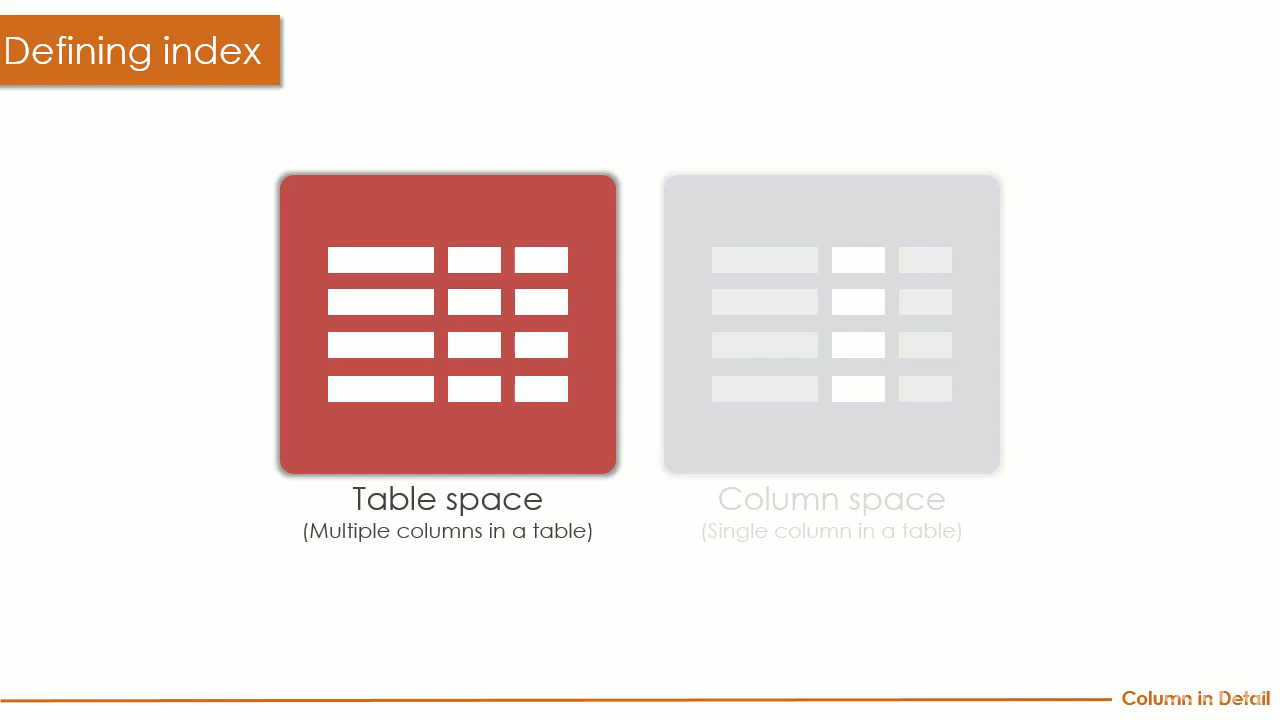 Defining index
Table space
(Multiple columns in a table)
Column space
(Single column in a table)
Column in Detail